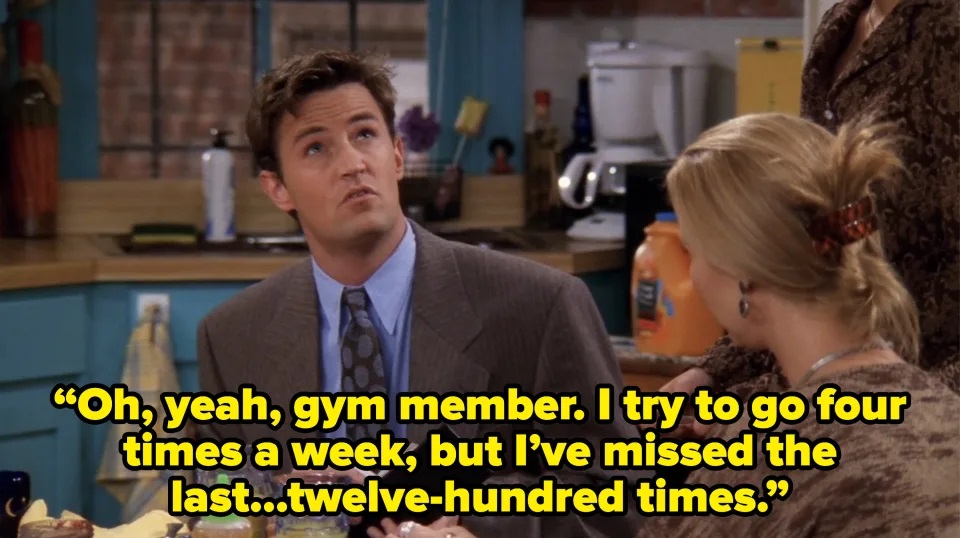 “Oh, yeah, gym member. I try to go four
times a week, but I’ve missed the
last...twelve-hundred times.”